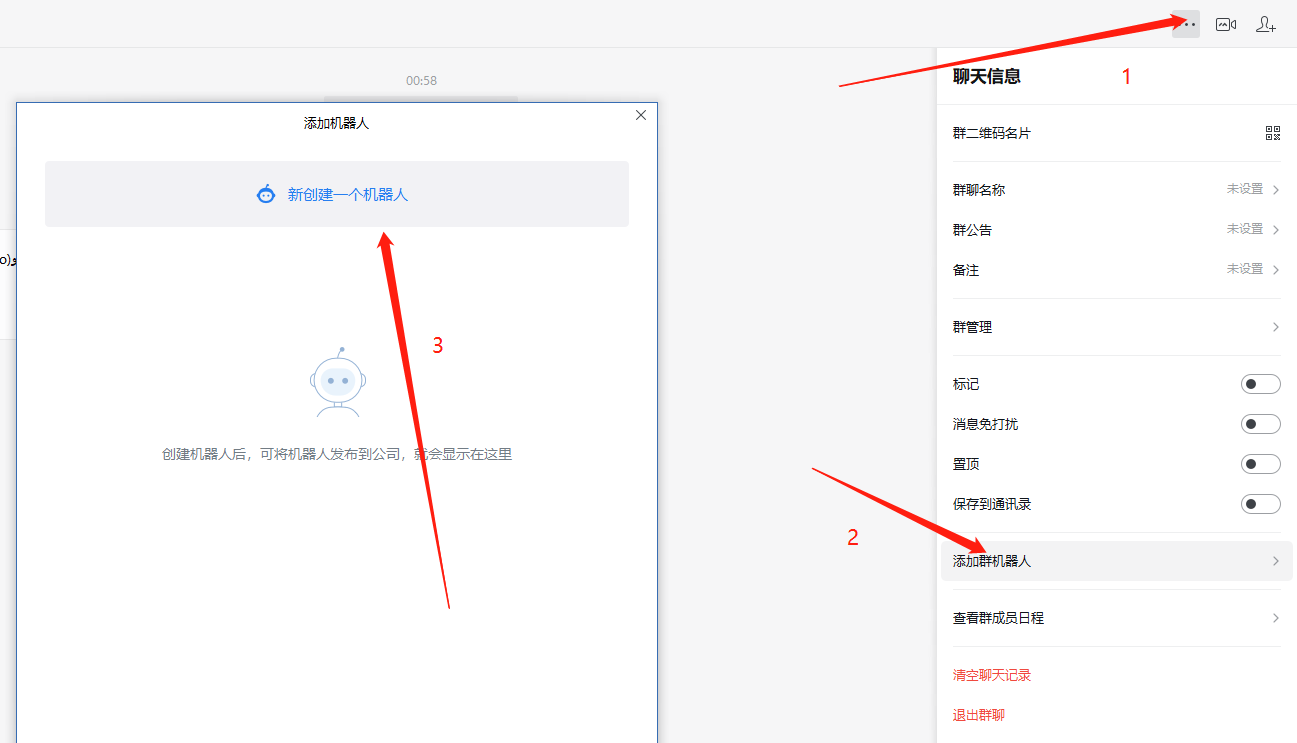 00:58
添加机器人
新创建一个机器人
3
创建机器人后，可将机器人发布到公司，就会显示在这里
聊天信息
1
群二维码名片
群聊名称 未设置
群公告 未设置
备注 未设置
群管理
标记
消息免打扰
置顶
保存到通讯录
2
添加群机器人
查看群成员日程
清空聊天记录
退出群聊